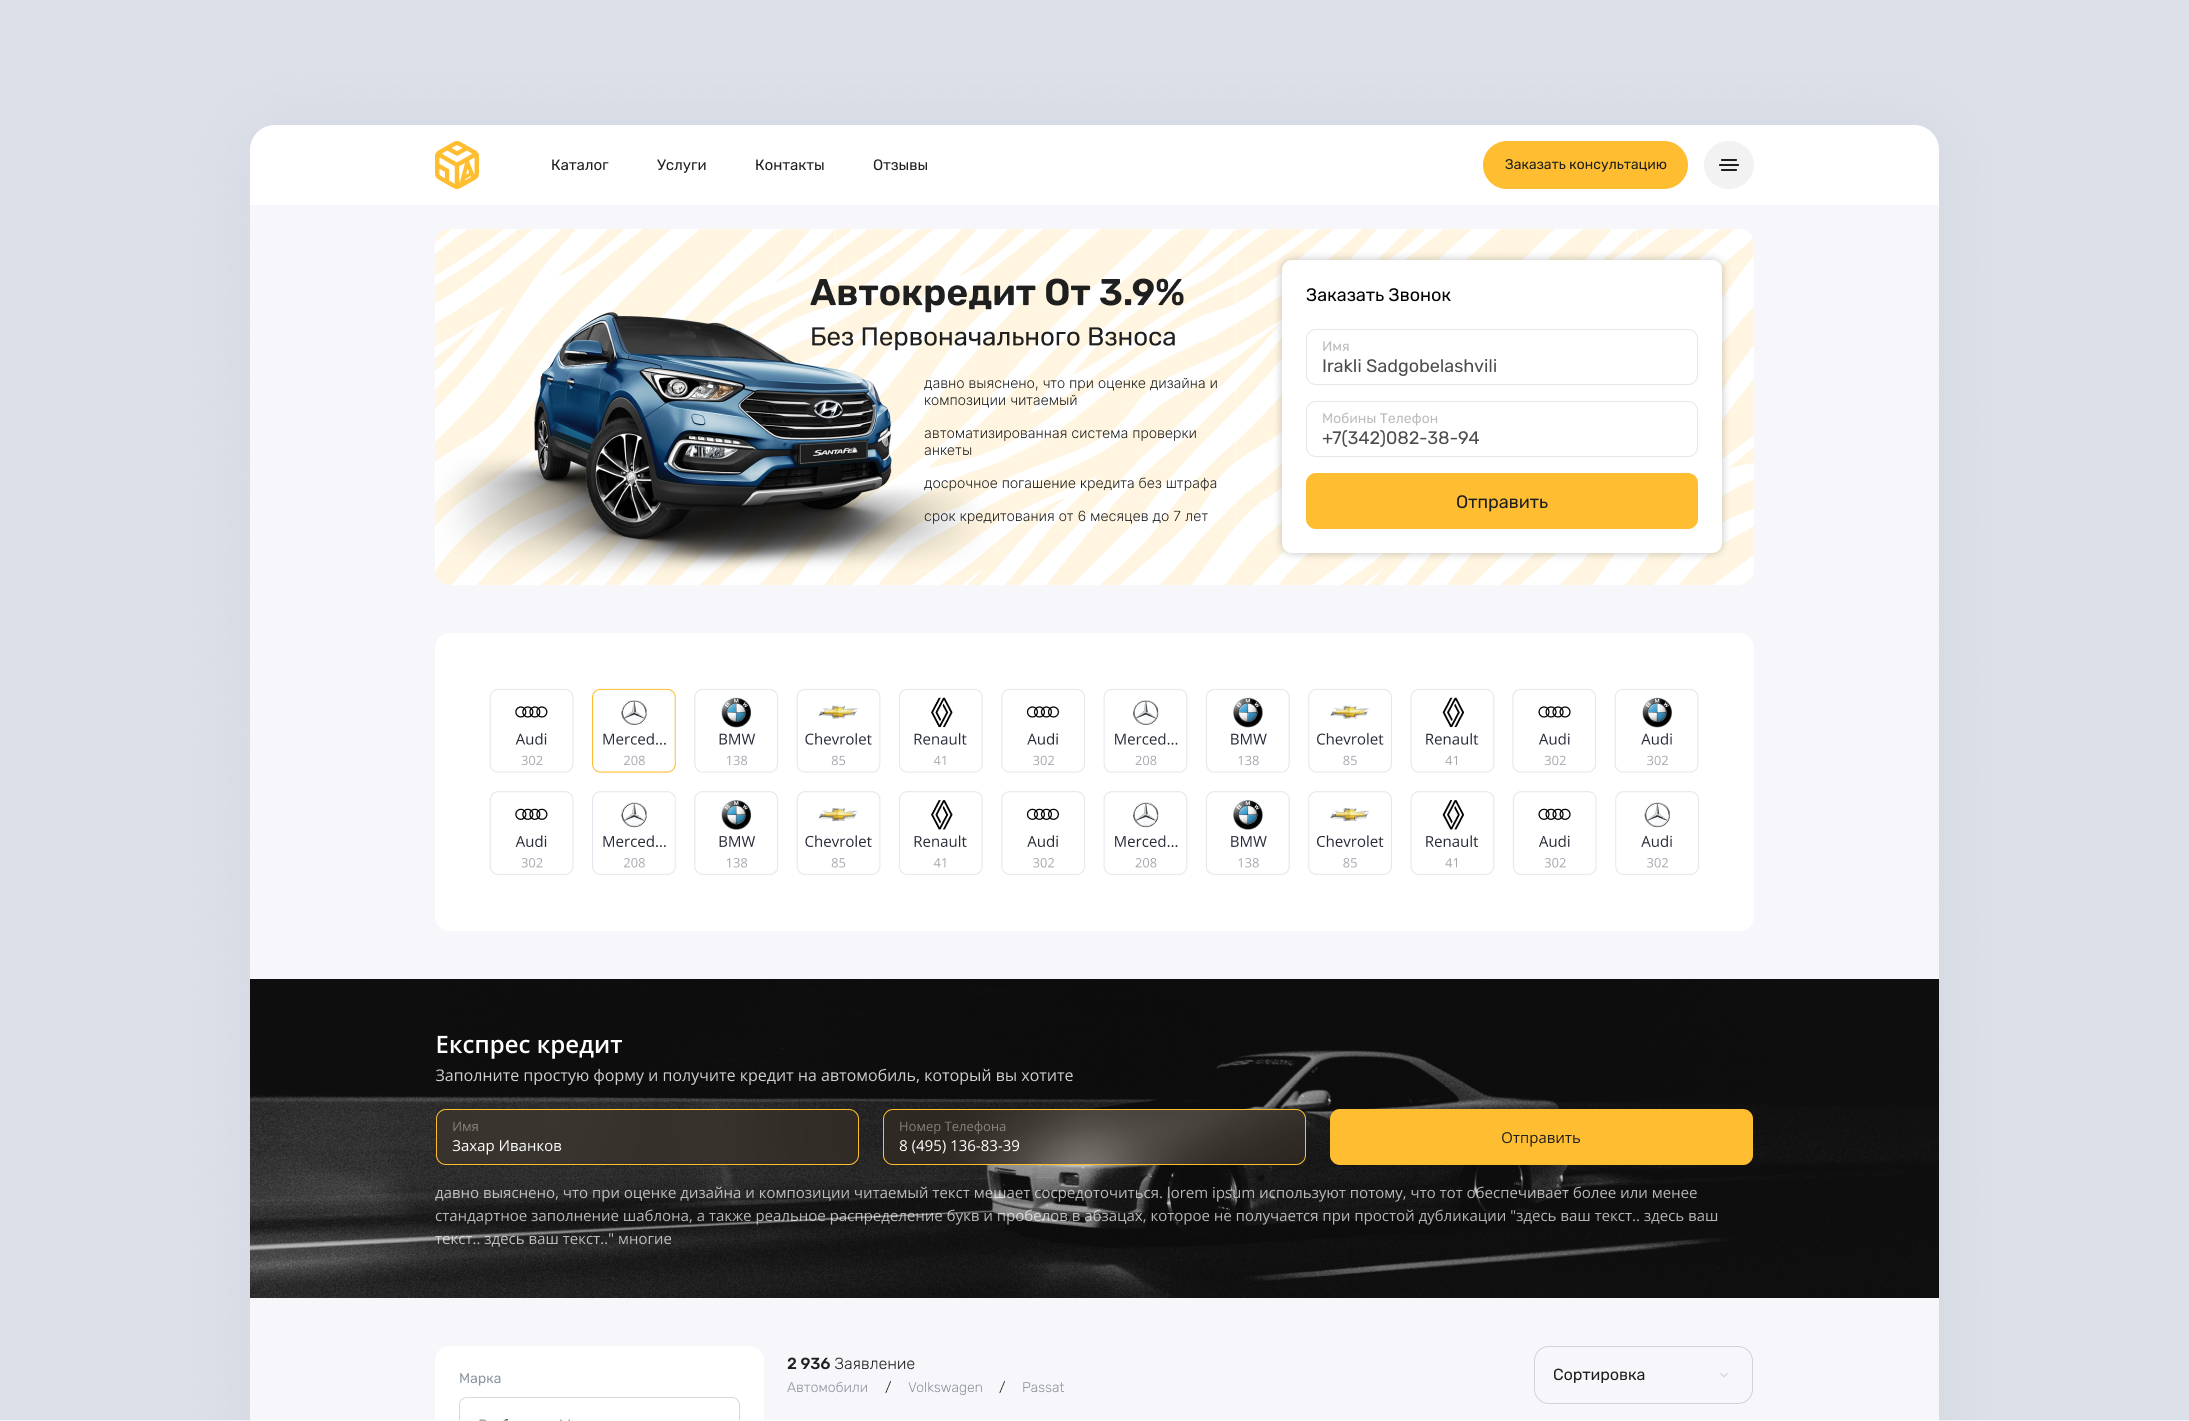 Каталог
Услуги
Контакты
Отзывы
Заказать консультацию
Автокредит От 3.9%
Без Первоначального Взноса
давно выяснено, что при оценке дизайна и
композиции читаемый
автоматизированная система проверки
анкеты
досрочное погашение кредита без штрафа
срок кредитования от 6 месяцев до 7 лет
SANTA FE
Заказать Звонок
Имя
Irakli Sadgobelashvili
Мобины Телефон
+7(342)082-38-94
Отправить
Audi
302
Merced...
208
BMW
138
Chevrolet
85
Renault
41
Audi
302
Merced...
208
BMW
138
Chevrolet
85
Renault
41
Audi
302
Audi
302
Audi
302
Merced...
208
BMW
138
Chevrolet
85
Renault
41
Audi
302
Merced...
208
BMW
138
Chevrolet
85
Renault
41
Audi
302
Audi
302
Експрес кредит
Заполните простую форму и получите кредит на автомобиль, который вы хотите
Имя
Захар Иванков
Номер Телефона
8 (495) 136-83-39
Отправить
давно выяснено, что при оценке дизайна и композиции читаемый текст мешает сосредоточиться. lorem ipsum используют потому, что тот обеспечивает более или менее
стандартное заполнение шаблона, а также реальное распределение букв и пробелов в абзацах, которое не получается при простой дубликации "здесь ваш текст.. здесь ваш
текст.. здесь ваш текст.." многие
Марка
2 936 Заявление
Автомобили / Volkswagen / Passat
Сортировка